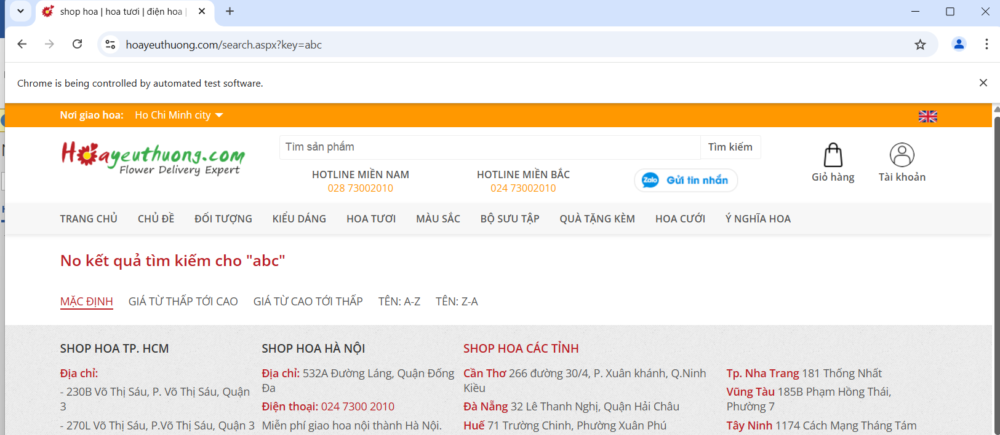 shop hoa | hoa tươi | điện hoa |
hoayeuthuong.com/search.aspx?key=abc
Chrome is being controlled by automated test software.
Nơi giao hoa: Ho Chi Minh city
Hoayeuthuong.com
Flower Delivery Expert
Tìm sản phẩm
Tìm kiếm
HOTLINE MIỀN NAM
028 73002010
HOTLINE MIỀN BẮC
024 73002010
Zalo Gửi tin nhắn
Giỏ hàng
Tài khoản
TRANG CHỦ CHỦ ĐỀ ĐỐI TƯỢNG KIỂU DÁNG HOA TƯƠI MÀU SẮC BỘ SƯU TẬP QUÀ TẶNG KÈM HOA CƯỚI Ý NGHĨA HOA
No kết quả tìm kiếm cho "abc"
MẶC ĐỊNH GIÁ TỪ THẤP TỚI CAO GIÁ TỪ CAO TỚI THẤP TÊN: A-Z TÊN: Z-A
SHOP HOA TP. HCM
Địa chỉ:
- 230B Võ Thị Sáu, P. Võ Thị Sáu, Quận
3
- 270L Võ Thị Sáu, P.Võ Thị Sáu, Quận 3
SHOP HOA HÀ NỘI
Địa chỉ: 532A Đường Láng, Quận Đống
Đa
Điện thoại: 024 7300 2010
Miễn phí giao hoa nội thành Hà Nội.
SHOP HOA CÁC TỈNH
Cần Thơ 266 đường 30/4, P. Xuân khánh, Q.Ninh
Kiều
Đà Nẵng 32 Lê Thanh Nghị, Quận Hải Châu
Huế 71 Trường Chinh, Phường Xuân Phú
Tp. Nha Trang 181 Thống Nhất
Vũng Tàu 185B Phạm Hồng Thái,
Phường 7
Tây Ninh 1174 Cách Mạng Tháng Tám